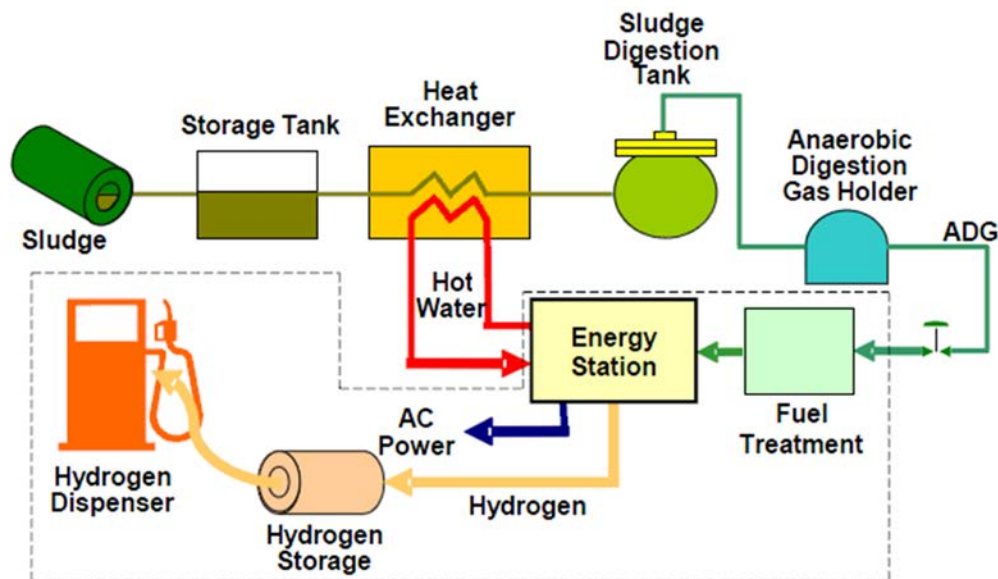 Sludge
Digestion
Tank
Heat
Exchanger
Storage Tank
Anaerobic
Digestion
Gas Holder
Sludge
ADG
Hot
Water
Energy
Station
Fuel
Treatment
AC
Power
Hydrogen
Dispenser
Hydrogen
Hydrogen
Storage